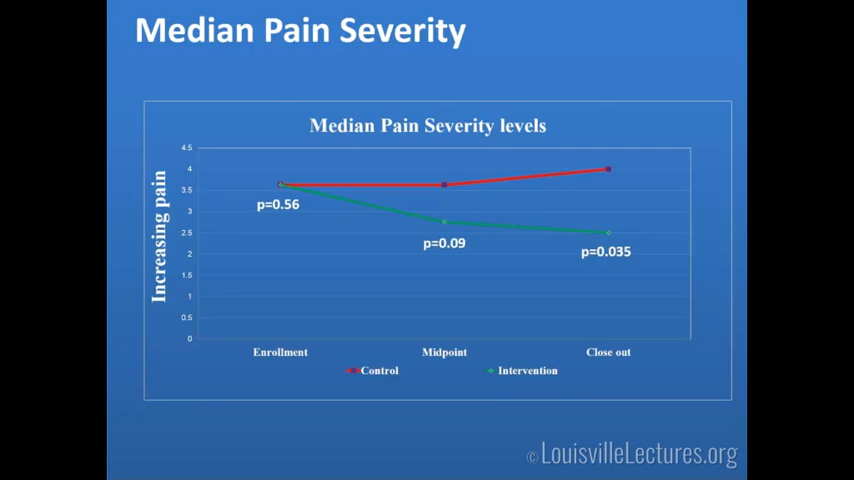 Median Pain Severity
Median Pain Severity levels
Increasing pain
4.5
4
3.5
3
2.5
2
1.5
1
0.5
0
p=0.56
p=0.09
p=0.035
Enrollment Midpoint Close out
Control Intervention
© LouisvilleLectures.org